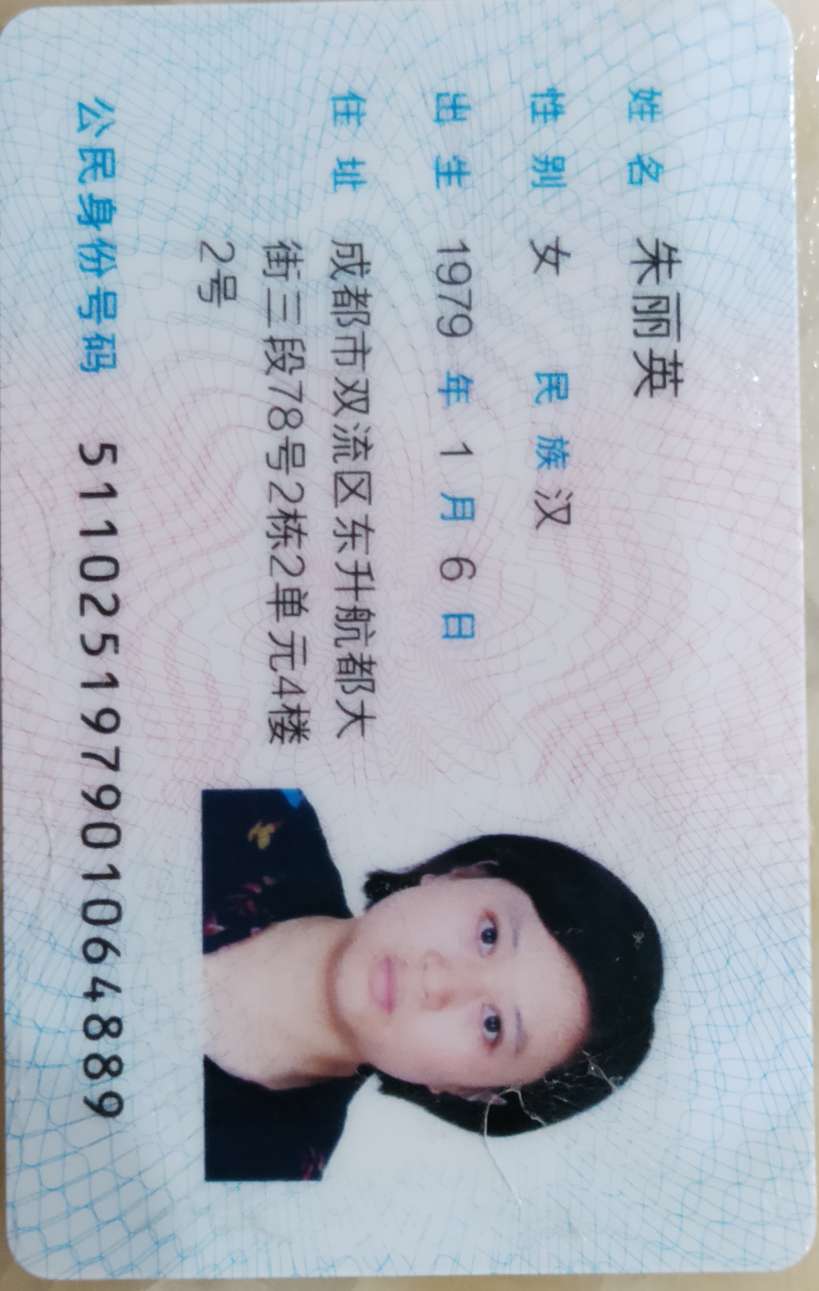 姓名 朱丽英
性别 女 民族 汉
出生 1979 年 1 月 6 日
住址 成都市双流区东升航都大
街三段78号2栋2单元4楼
2号
公民身份号码 511025197901064889